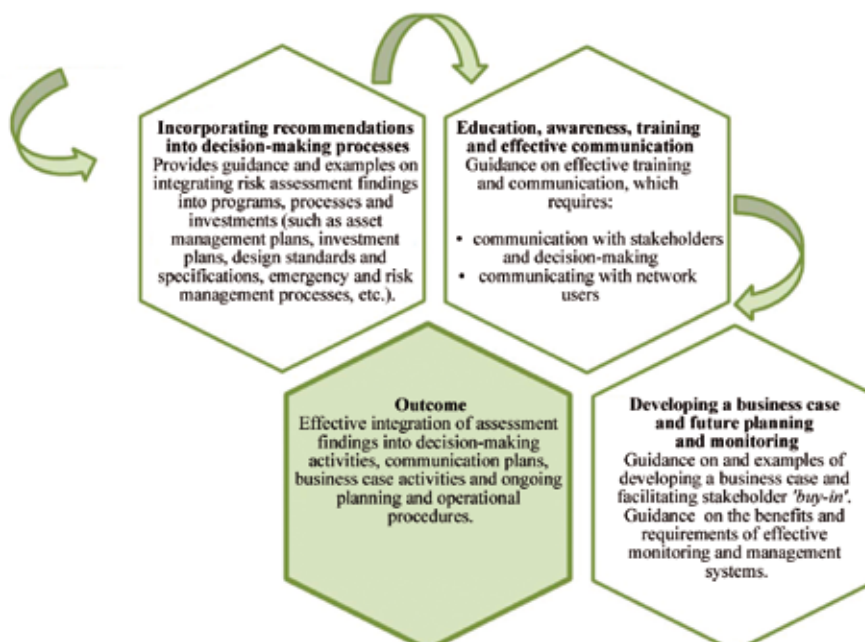 Incorporating recommendations
into decision-making processes
Provides guidance and examples on
integrating risk assessment findings
into programs, processes and
investments (such as asset
management plans, investment
plans, design standards and
specifications, emergency and risk
management processes, etc.).
Education, awareness, training
and effective communication
Guidance on effective training
and communication, which
requires:
• communication with stakeholders
and decision-making
• communicating with network
users
Outcome
Effective integration of assessment
findings into decision-making
activities, communication plans,
business case activities and ongoing
planning and operational
procedures.
Developing a business case
and future planning
and monitoring
Guidance on and examples of
developing a business case and
facilitating stakeholder 'buy-in'.
Guidance on the benefits and
requirements of effective
monitoring and management
systems.